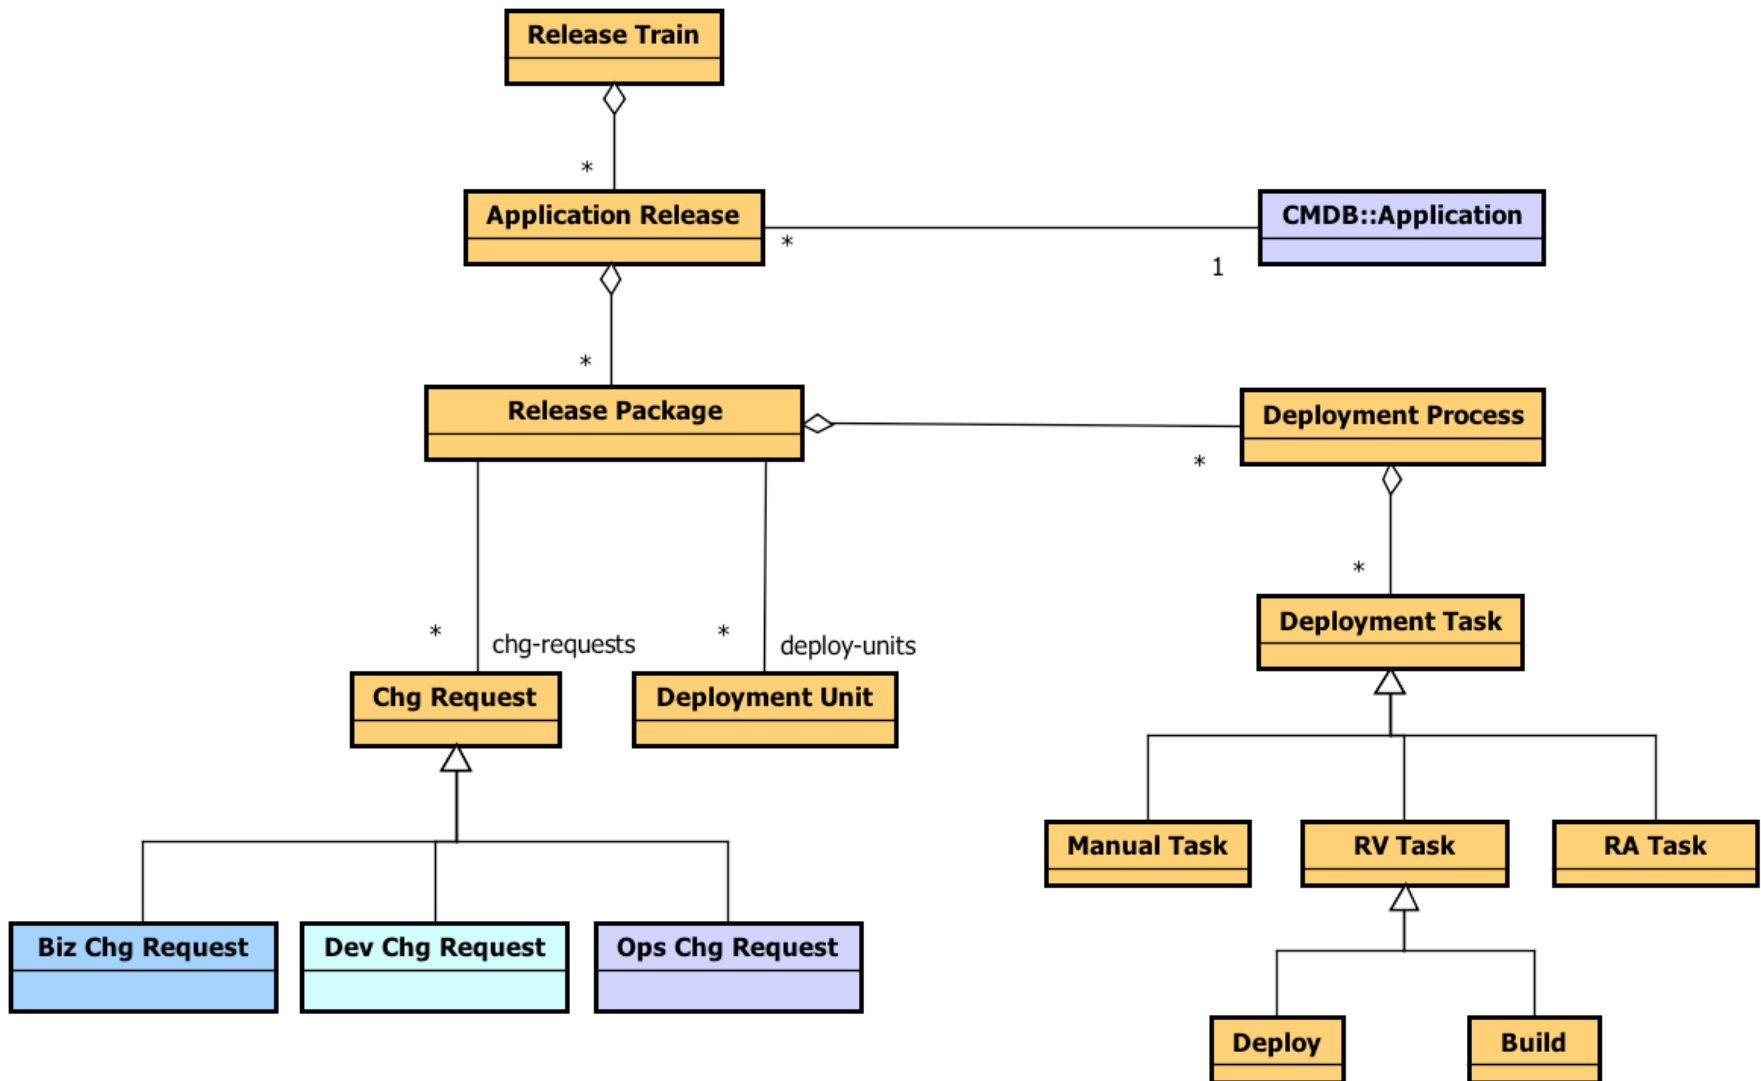 Release Train
*
Application Release
CMDB::Application
*
1
*
Release Package
Deployment Process
*
*
Deployment Task
*
chg-requests
*
deploy-units
Chg Request
Deployment Unit
Manual Task
RV Task
RA Task
Biz Chg Request
Dev Chg Request
Ops Chg Request
Deploy
Build